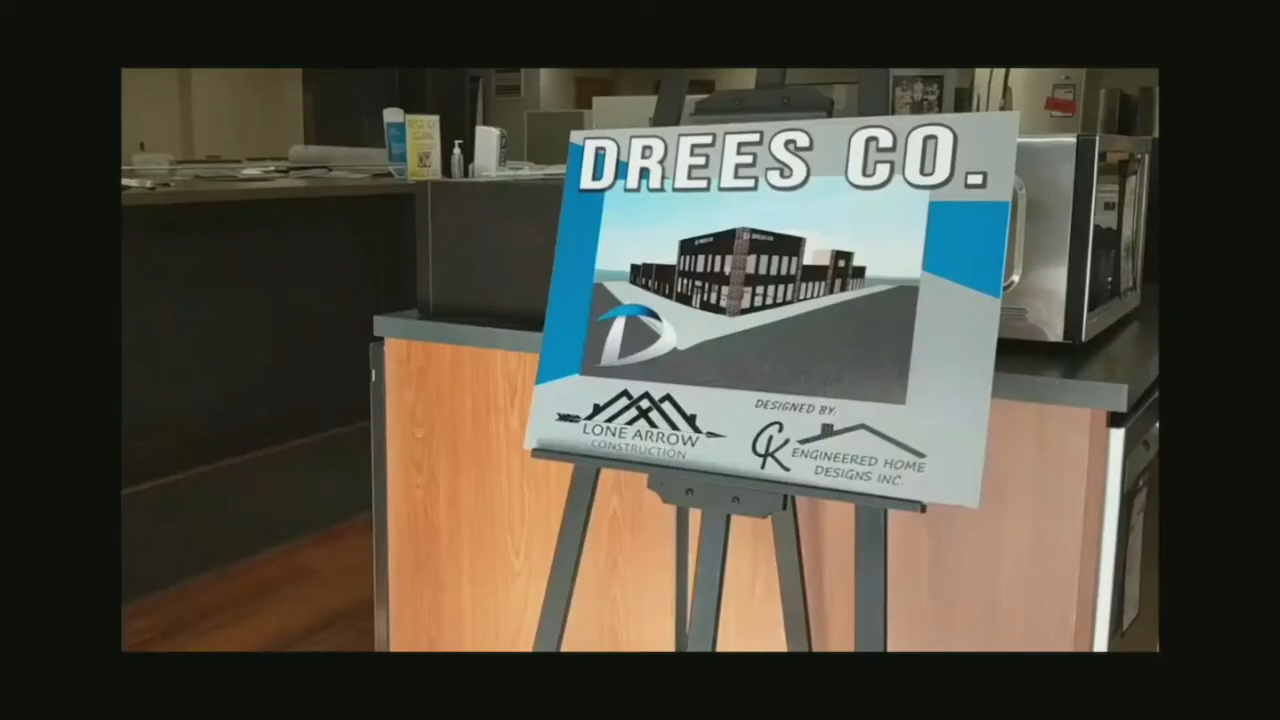 DREES CO.
LONE ARROW
CONSTRUCTION
DESIGNED BY:
CK
ENGINEERED HOME
DESIGNS INC.